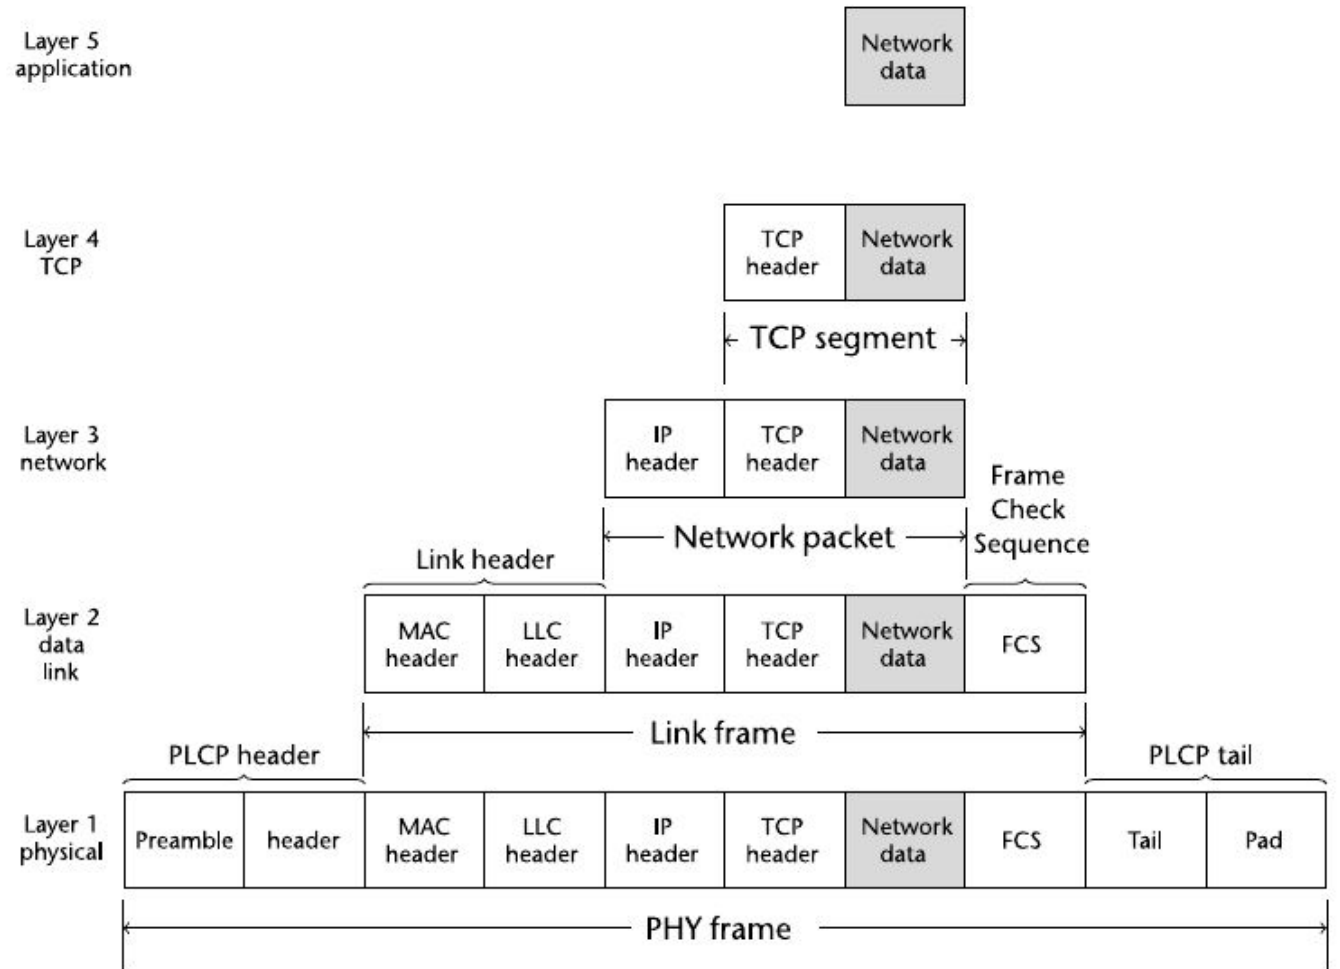 Layer 5
application
Network
data
Layer 4
TCP
TCP
header
Network
data
TCP segment
Layer 3
network
IP
header
TCP
header
Network
data
Frame
Check
Sequence
Network packet
Link header
Layer 2
data
link
MAC
header
LLC
header
IP
header
TCP
header
Network
data
FCS
Link frame
PLCP header
PLCP tail
Layer 1
physical
Preamble
header
MAC
header
LLC
header
IP
header
TCP
header
Network
data
FCS
Tail
Pad
PHY frame